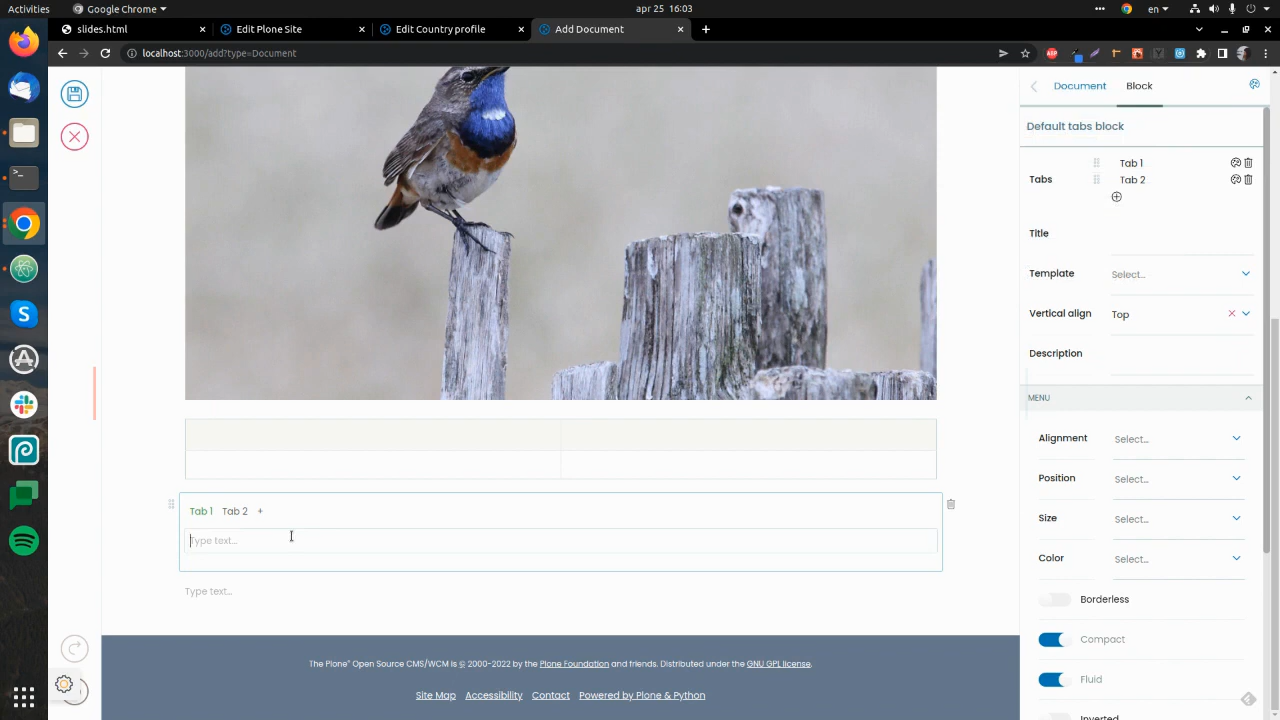 Activities
Google Chrome
apr 25 16:03
en
slides.html
Edit Plone Site
Edit Country profile
Add Document
localhost:3000/add?type=Document
ABP
Document
Block
Default tabs block
Tabs
Tab 1
Tab 2
Title
Template
Select...
Vertical align
Top
Description
MENU
Alignment
Select...
Position
Select...
Size
Select...
Color
Select...
Borderless
Compact
Fluid
Inverted
Tab 1 Tab 2 +
Type text...
Type text...
The Plone® Open Source CMS/WCM is © 2000-2022 by the Plone Foundation and friends. Distributed under the GNU GPL license.
Site Map Accessibility Contact Powered by Plone & Python